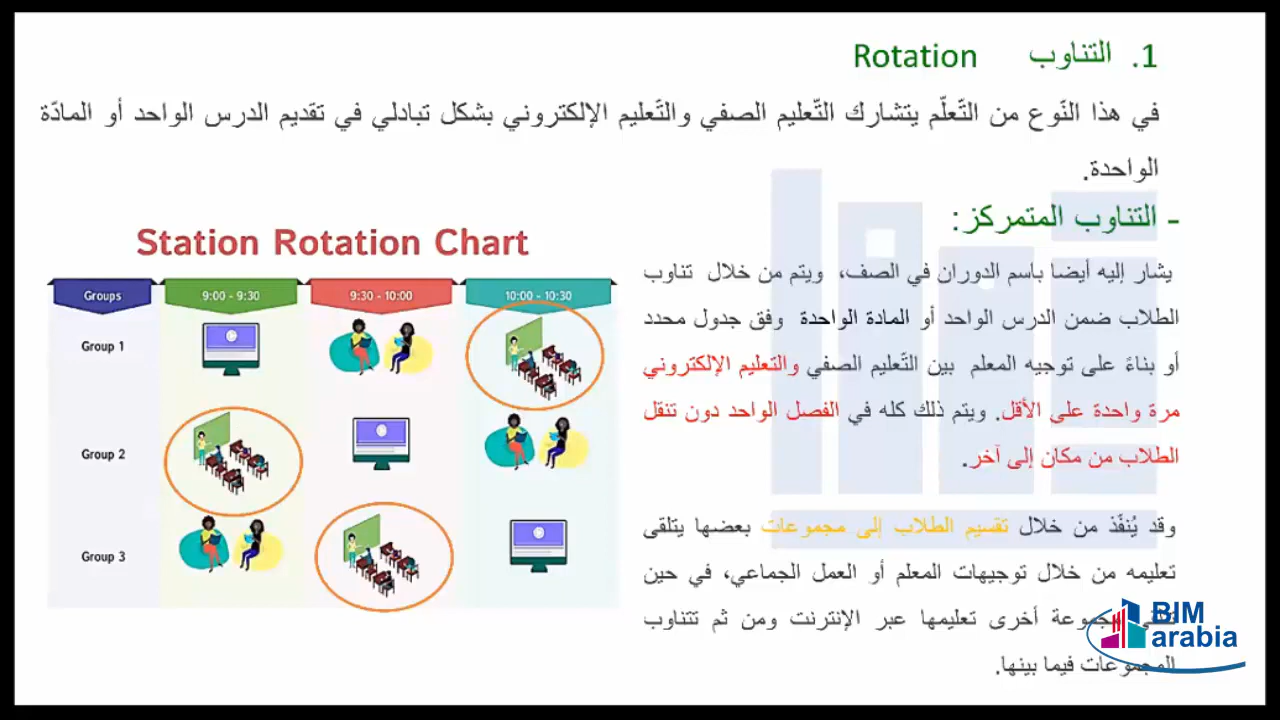 1. التناوب Rotation
في هذا النّوع من التّعلّم يتشارك التّعليم الصفي والتّعليم الإلكتروني بشكل تبادلي في تقديم الدرس الواحد أو المادّة
الواحدة.
- التناوب المتمركز:
يشار إليه أيضا باسم الدوران في الصف، ويتم من خلال تناوب
الطلاب ضمن الدرس الواحد أو المادة الواحدة وفق جدول محدد
أو بناءً على توجيه المعلم بين التّعليم الصفي والتعليم الإلكتروني
مرة واحدة على الأقل. ويتم ذلك كله في الفصل الواحد دون تنقل
الطلاب من مكان إلى آخر.
وقد يُنفّذ من خلال تقسيم الطلاب إلى مجموعات بعضها يتلقى
تعليمه من خلال توجيهات المعلم أو العمل الجماعي، في حين
مجموعة أخرى تعليمها عبر الإنترنت ومن ثم تتناوب
المجموعات فيما بينها.
Station Rotation Chart
Groups 9:00 - 9:30 9:30 - 10:00 10:00 - 10:30
Group 1
Group 2
Group 3
BIM
arabia